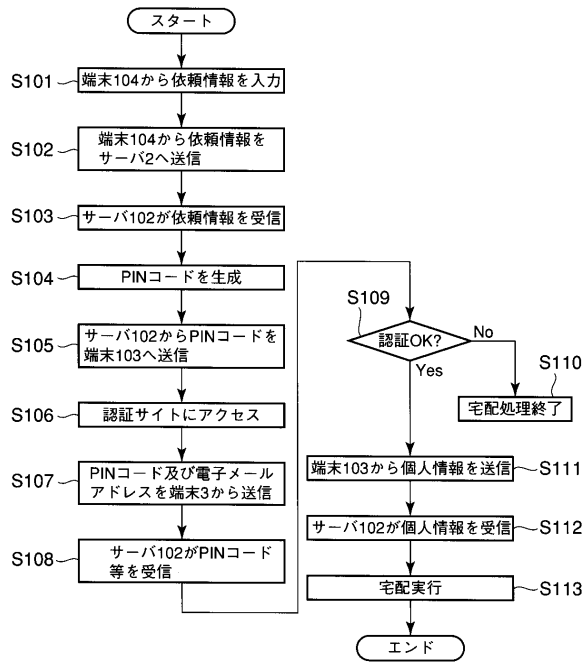 スタート
S101
端末104から依頼情報を入力
S102
端末104から依頼情報を
サーバ2へ送信
S103
サーバ102が依頼情報を受信
S104
PINコードを生成
S105
サーバ102からPINコードを
端末103へ送信
S106
認証サイトにアクセス
S107
PINコード及び電子メール
アドレスを端末3から送信
S108
サーバ102がPINコード
等を受信
S109
認証OK?
No
Yes
S110
宅配処理終了
端末103から個人情報を送信
S111
サーバ102が個人情報を受信
S112
宅配実行
S113
エンド